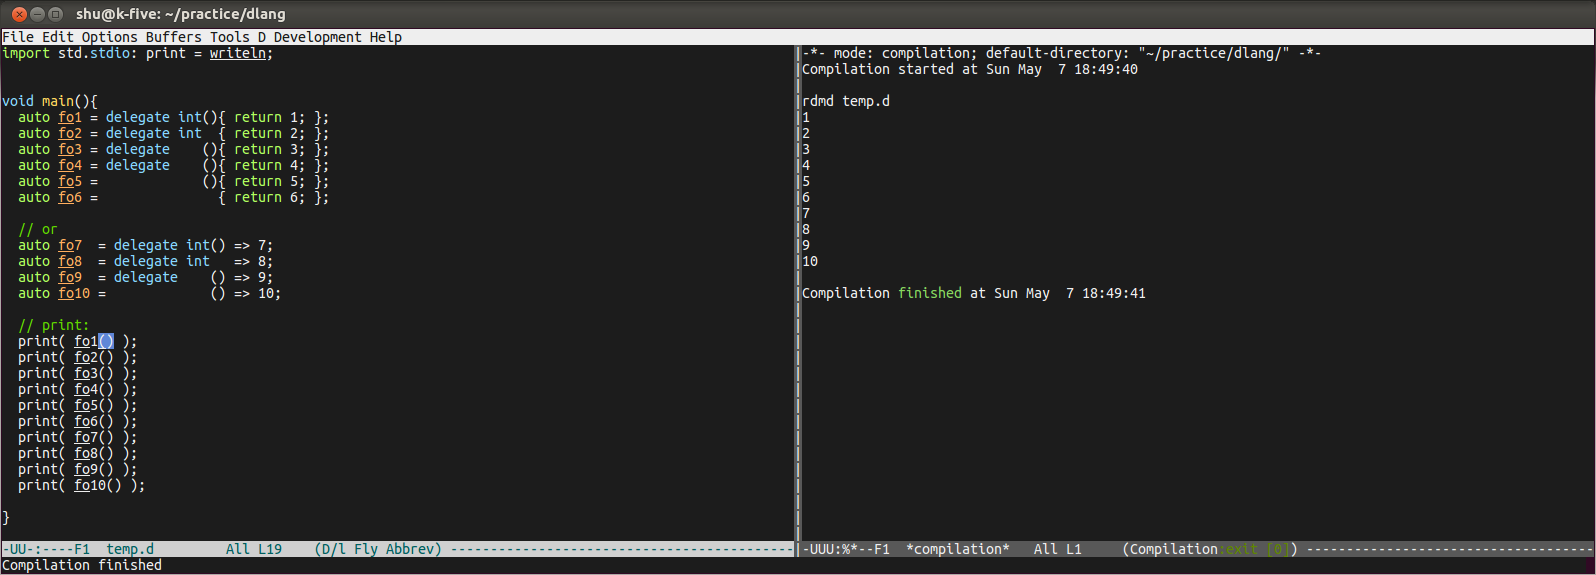 shu@k-five: ~/practice/dlang
File Edit Options Buffers Tools D Development Help
import std.stdio: print = writeln;
void main(){
  auto fo1 = delegate int(){ return 1; };
  auto fo2 = delegate int  { return 2; };
  auto fo3 = delegate    (){ return 3; };
  auto fo4 = delegate    (){ return 4; };
  auto fo5 =             (){ return 5; };
  auto fo6 =               { return 6; };
  // or
  auto fo7  = delegate int() => 7;
  auto fo8  = delegate int   => 8;
  auto fo9  = delegate    () => 9;
  auto fo10 =             () => 10;
  // print:
  print( fo1() );
  print( fo2() );
  print( fo3() );
  print( fo4() );
  print( fo5() );
  print( fo6() );
  print( fo7() );
  print( fo8() );
  print( fo9() );
  print( fo10() );
}
-UU-:----F1  temp.d         All L19    (D/l Fly Abbrev) -------------------------------------------
-*- mode: compilation; default-directory: "~/practice/dlang/" -*-
Compilation started at Sun May  7 18:49:40
rdmd temp.d
1
2
3
4
5
6
7
8
9
10
Compilation finished at Sun May  7 18:49:41
-UUU:%*--F1  *compilation*   All L1     (Compilation:exit [0]) ------------------------------------
Compilation finished